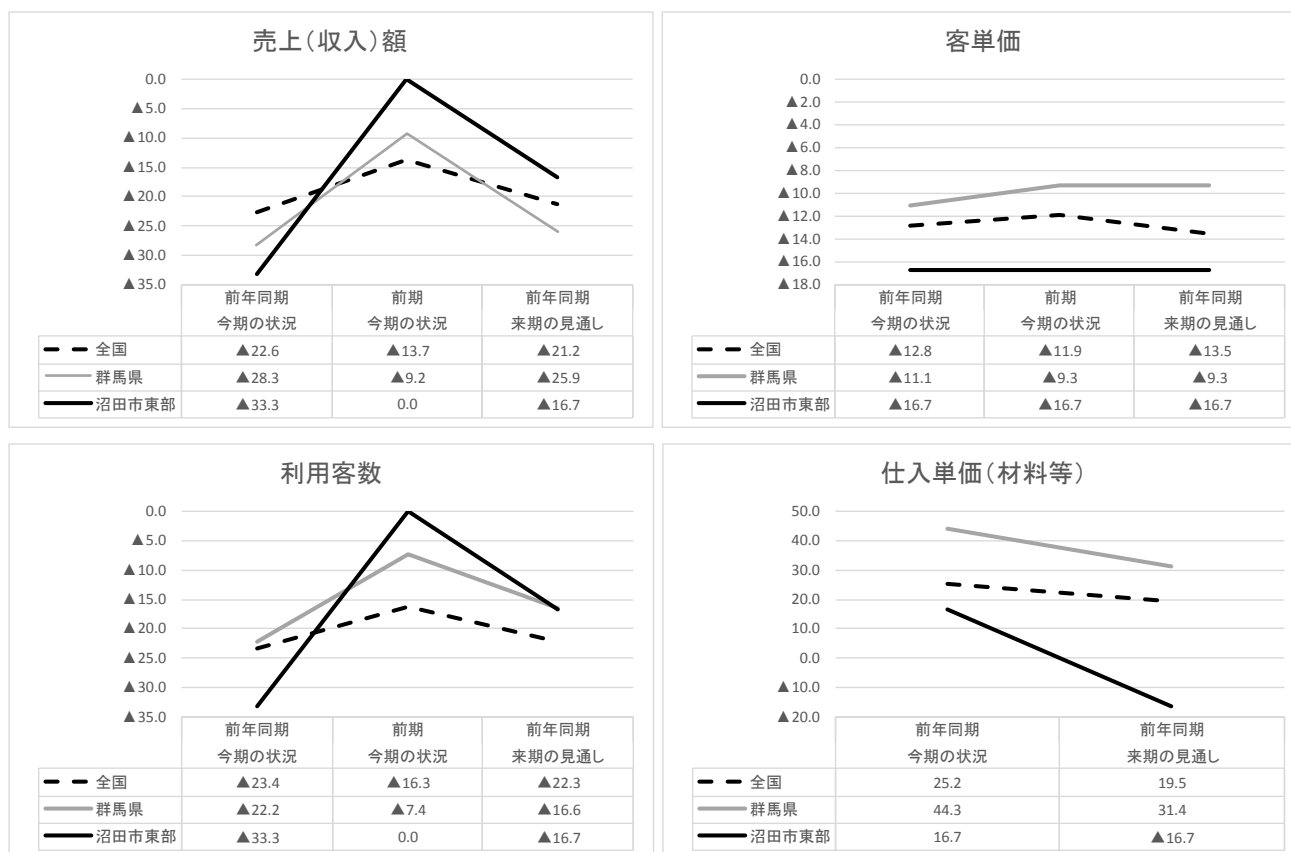 売上（収入）額
0.0
▲5.0
▲10.0
▲15.0
▲20.0
▲25.0
▲30.0
▲35.0
前年同期 前期 前年同期
今期の状況 今期の状況 来期の見通し
全国 ▲22.6 ▲13.7 ▲21.2
群馬県 ▲28.3 ▲9.2 ▲25.9
沼田市東部 ▲33.3 0.0 ▲16.7
客単価
0.0
▲2.0
▲4.0
▲6.0
▲8.0
▲10.0
▲12.0
▲14.0
▲16.0
▲18.0
前年同期 前期 前年同期
今期の状況 今期の状況 来期の見通し
全国 ▲12.8 ▲11.9 ▲13.5
群馬県 ▲11.1 ▲9.3 ▲9.3
沼田市東部 ▲16.7 ▲16.7 ▲16.7
利用客数
0.0
▲5.0
▲10.0
▲15.0
▲20.0
▲25.0
▲30.0
▲35.0
前年同期 前期 前年同期
今期の状況 今期の状況 来期の見通し
全国 ▲23.4 ▲16.3 ▲22.3
群馬県 ▲22.2 ▲7.4 ▲16.6
沼田市東部 ▲33.3 0.0 ▲16.7
仕入単価（材料等）
50.0
40.0
30.0
20.0
10.0
0.0
▲10.0
▲20.0
前年同期 前年同期
今期の状況 来期の見通し
全国 25.2 19.5
群馬県 44.3 31.4
沼田市東部 16.7 ▲16.7